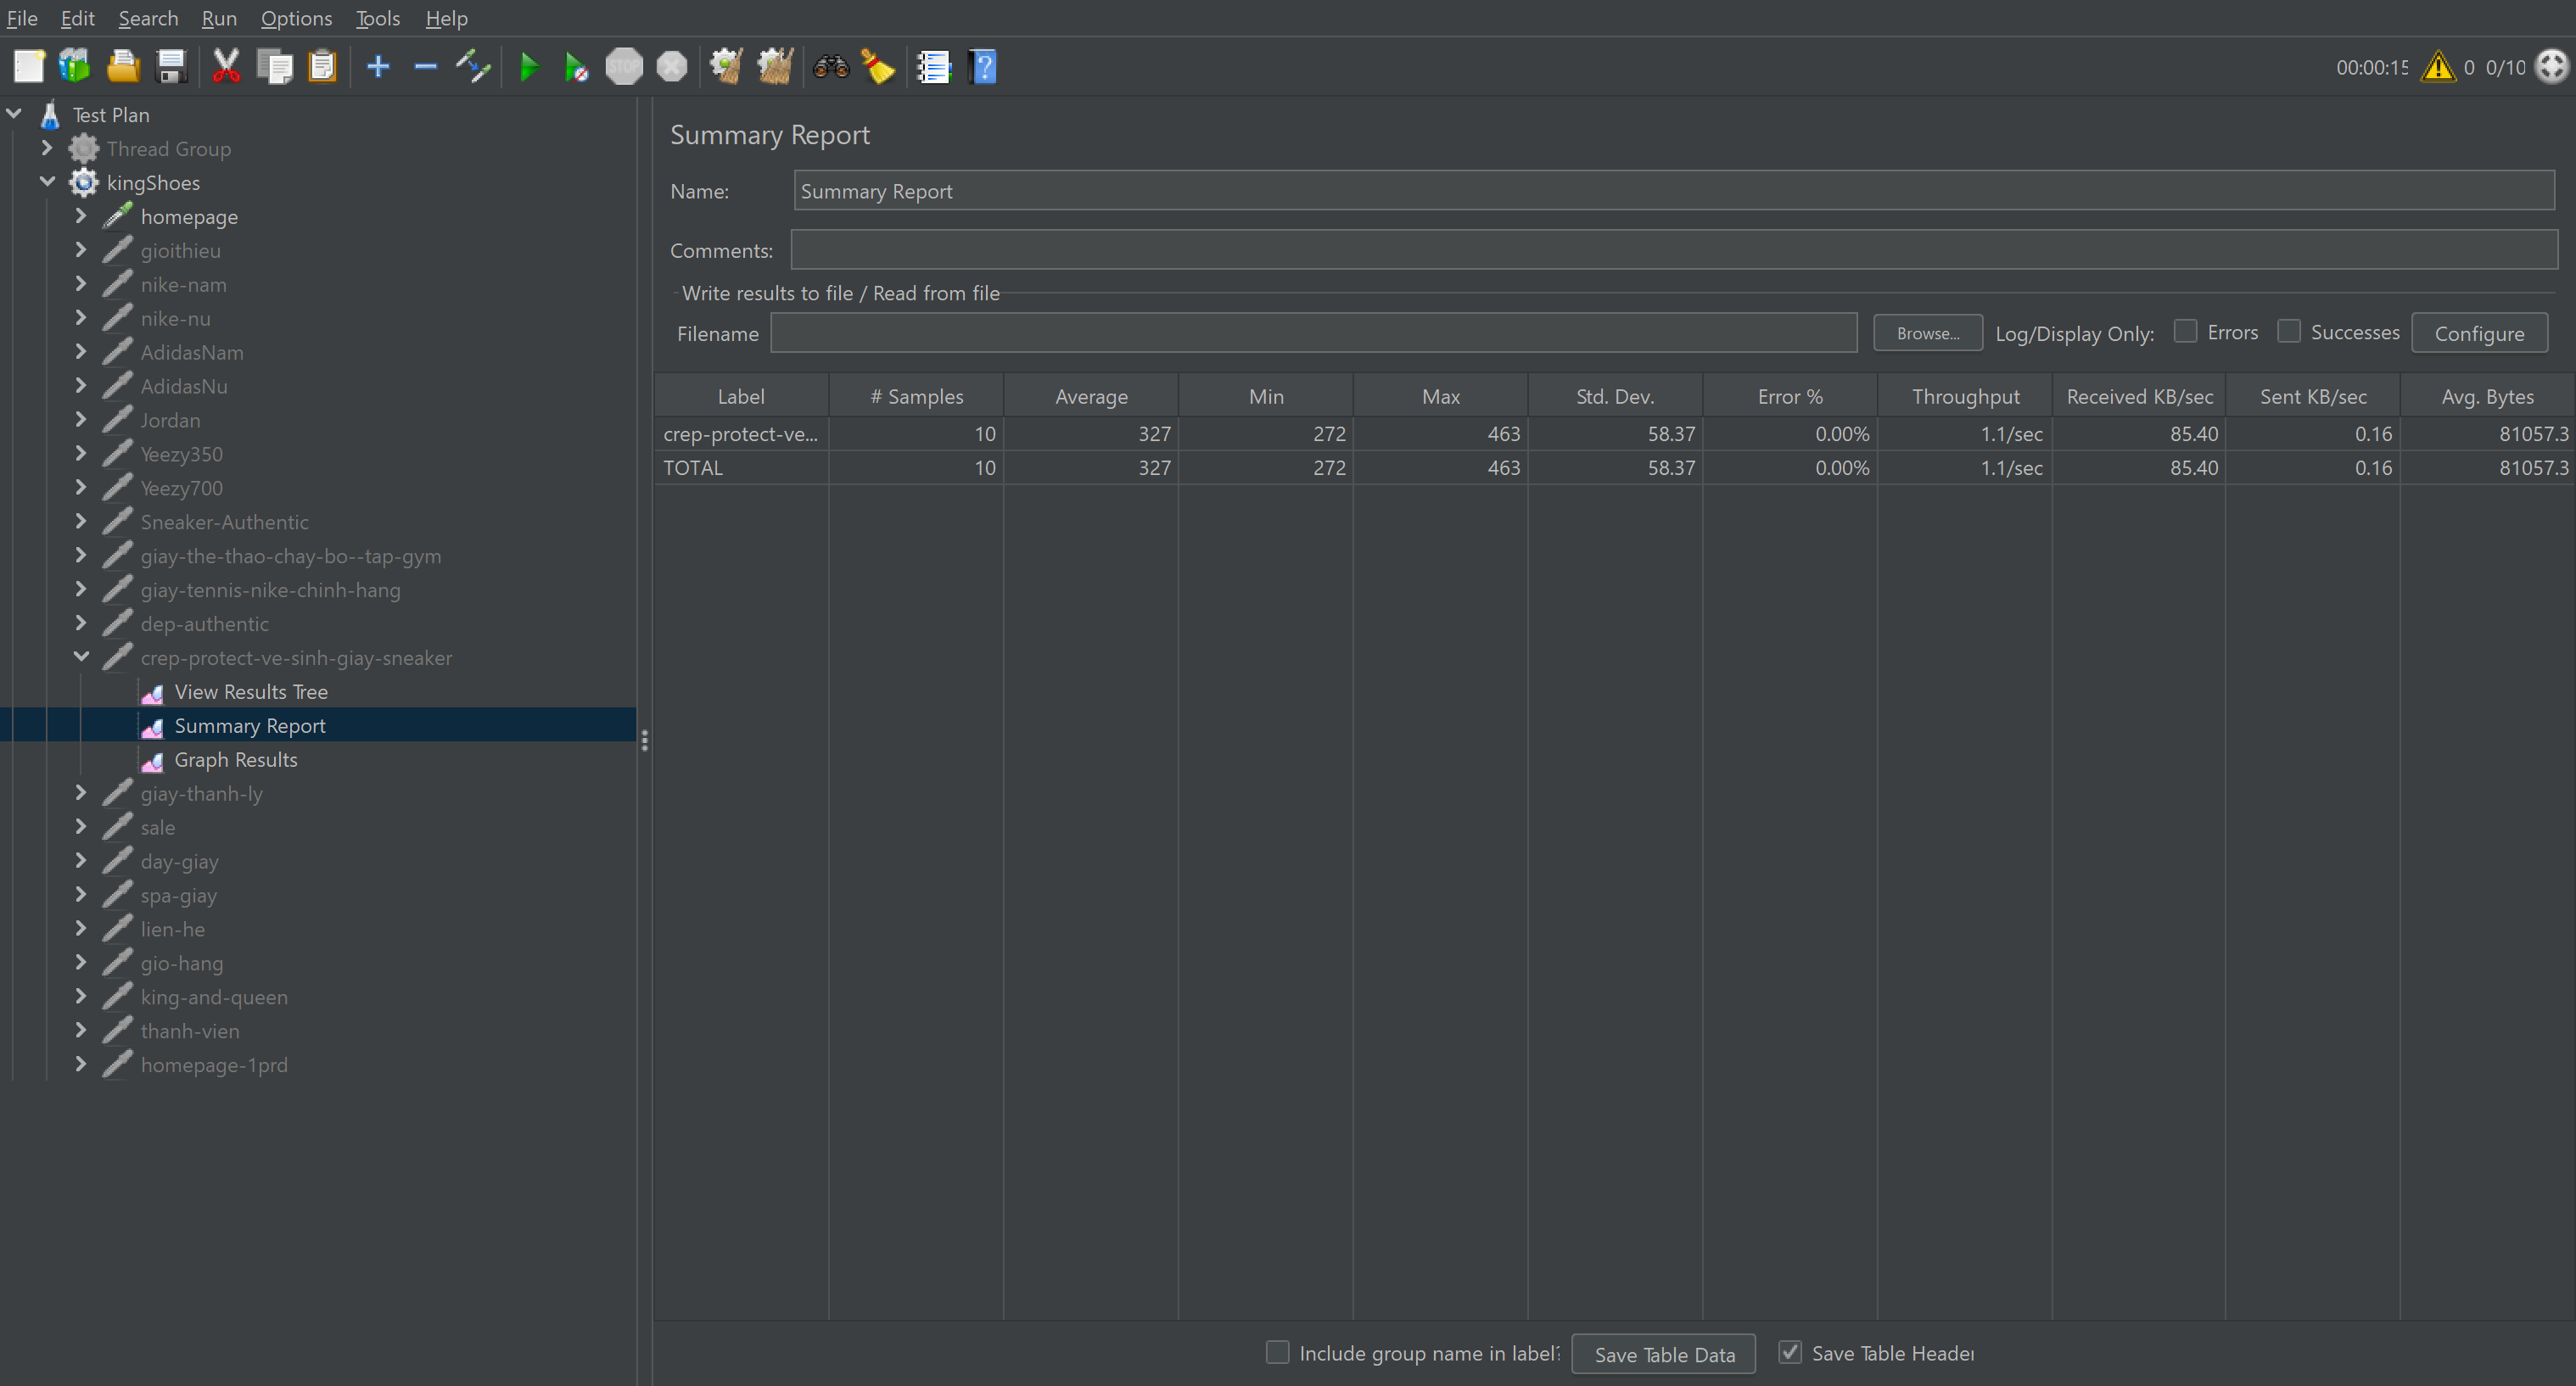 File Edit Search Run Options Tools Help
STOP
00:00:15 0 0/10
Test Plan
Thread Group
kingShoes
homepage
gioithieu
nike-nam
nike-nu
AdidasNam
AdidasNu
Jordan
Yeezy350
Yeezy700
Sneaker-Authentic
giay-the-thao-chay-bo--tap-gym
giay-tennis-nike-chinh-hang
dep-authentic
crep-protect-ve-sinh-giay-sneaker
View Results Tree
Summary Report
Graph Results
giay-thanh-ly
sale
day-giay
spa-giay
lien-he
gio-hang
king-and-queen
thanh-vien
homepage-1prd
Summary Report
Name: Summary Report
Comments:
Write results to file / Read from file
Filename Browse... Log/Display Only: Errors Successes Configure
Label # Samples Average Min Max Std. Dev. Error % Throughput Received KB/sec Sent KB/sec Avg. Bytes
crep-protect-ve... 10 327 272 463 58.37 0.00% 1.1/sec 85.40 0.16 81057.3
TOTAL 10 327 272 463 58.37 0.00% 1.1/sec 85.40 0.16 81057.3
Include group name in label? Save Table Data Save Table Header